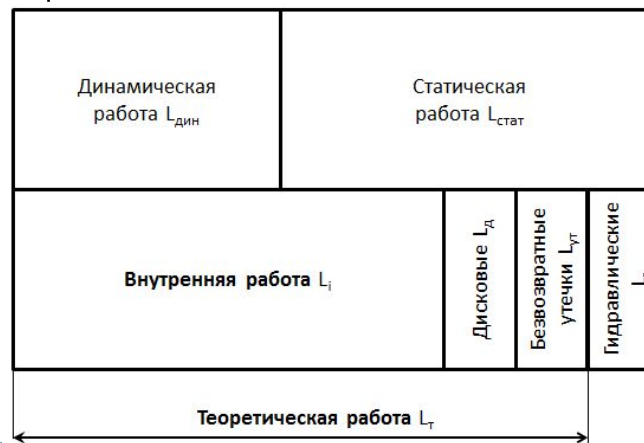 Динамическая
работа Lдин
Статическая
работа Lстат
Внутренняя работа Li
Дисковые Lд
Безвозвратные
утечки Lут
Гидравлические
Теоретическая работа Lт